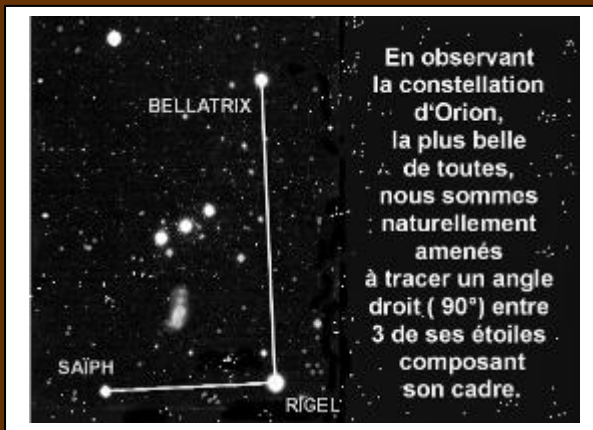 BELLATRIX
SAÏPH
RIGEL
En observant
la constellation
d'Orion,
la plus belle
de toutes,
nous sommes
naturellement
amenés
à tracer un angle
droit ( 90°) entre
3 de ses étoiles
composant
son cadre.